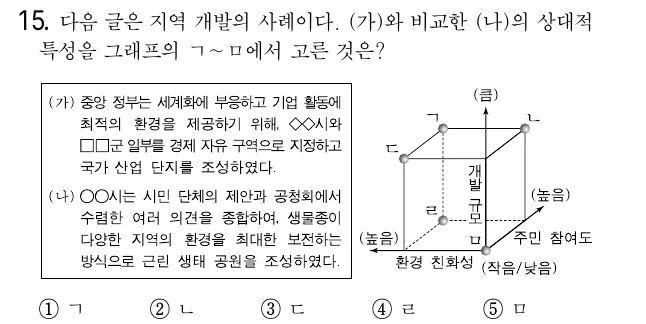 15. 다음 글은 지역 개발의 사례이다. (가)와 비교한 (나)의 상대적
특성을 그래프의 ㄱ～ㅁ에서 고른 것은?
(가) 중앙 정부는 세계화에 부응하고 기업 활동에
최적의 환경을 제공하기 위해, ◇◇시와
□□군 일부를 경제 자유 구역으로 지정하고
국가 산업 단지를 조성하였다.
(나) ○○시는 시민 단체의 제안과 공청회에서
수렴한 여러 의견을 종합하여, 생물종이
다양한 지역의 환경을 최대한 보전하는
방식으로 근린 생태 공원을 조성하였다.
(큼)
ㄱ
ㄴ
ㄷ
개발 규모
(높음)
ㄹ
ㅁ
(높음)
주민 참여도
환경 친화성
(작음/낮음)
① ㄱ ② ㄴ ③ ㄷ ④ ㄹ ⑤ ㅁ